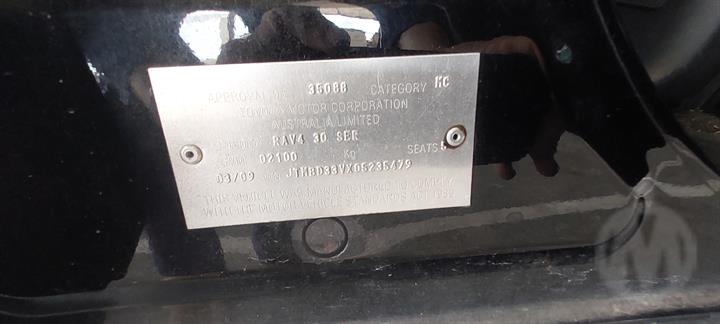 APPROVAL No. 35068 CATEGORY MC
TOYOTA MOTOR CORPORATION
AUSTRALIA LIMITED
RAV4 30 SER
02100 Kg SEATS 5
03/09 JTMBD33VX05235479
THIS VEHICLE WAS MANUFACTURED TO COMPLY
WITH THE MOTOR VEHICLE STANDARDS ACT 1989
M